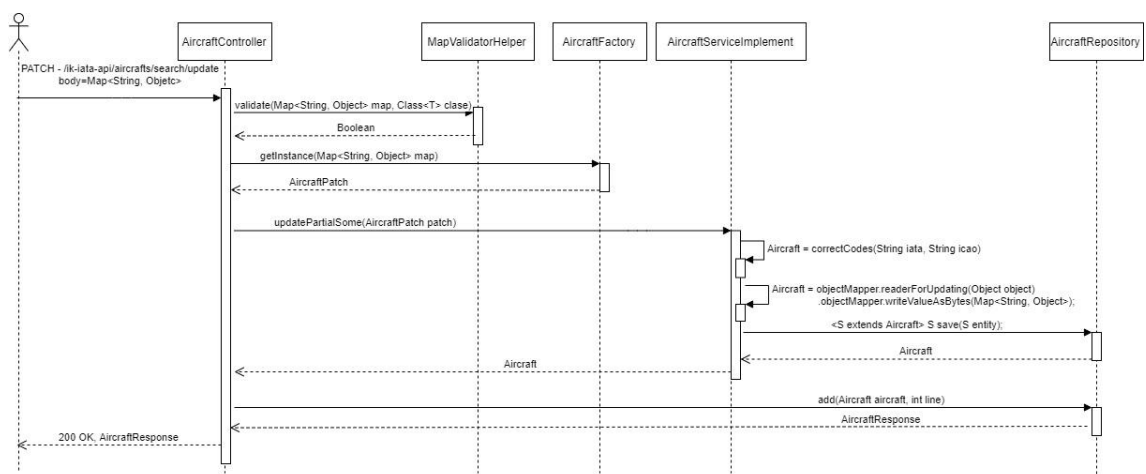 AircraftController
MapValidatorHelper
AircraftFactory
AircraftServiceImplement
AircraftRepository
PATCH - /ik-iata-api/aircrafts/search/update
body=Map<String, Objetc>
validate(Map<String, Object> map, Class<T> clase)
Boolean
getInstance(Map<String, Object> map)
AircraftPatch
updatePartialSome(AircraftPatch patch)
Aircraft = correctCodes(String iata, String icao)
Aircraft = objectMapper.readerForUpdating(Object object)
.objectMapper.writeValueAsBytes(Map<String, Object>);
<S extends Aircraft> S save(S entity);
Aircraft
Aircraft
add(Aircraft aircraft, int line)
AircraftResponse
200 OK, AircraftResponse